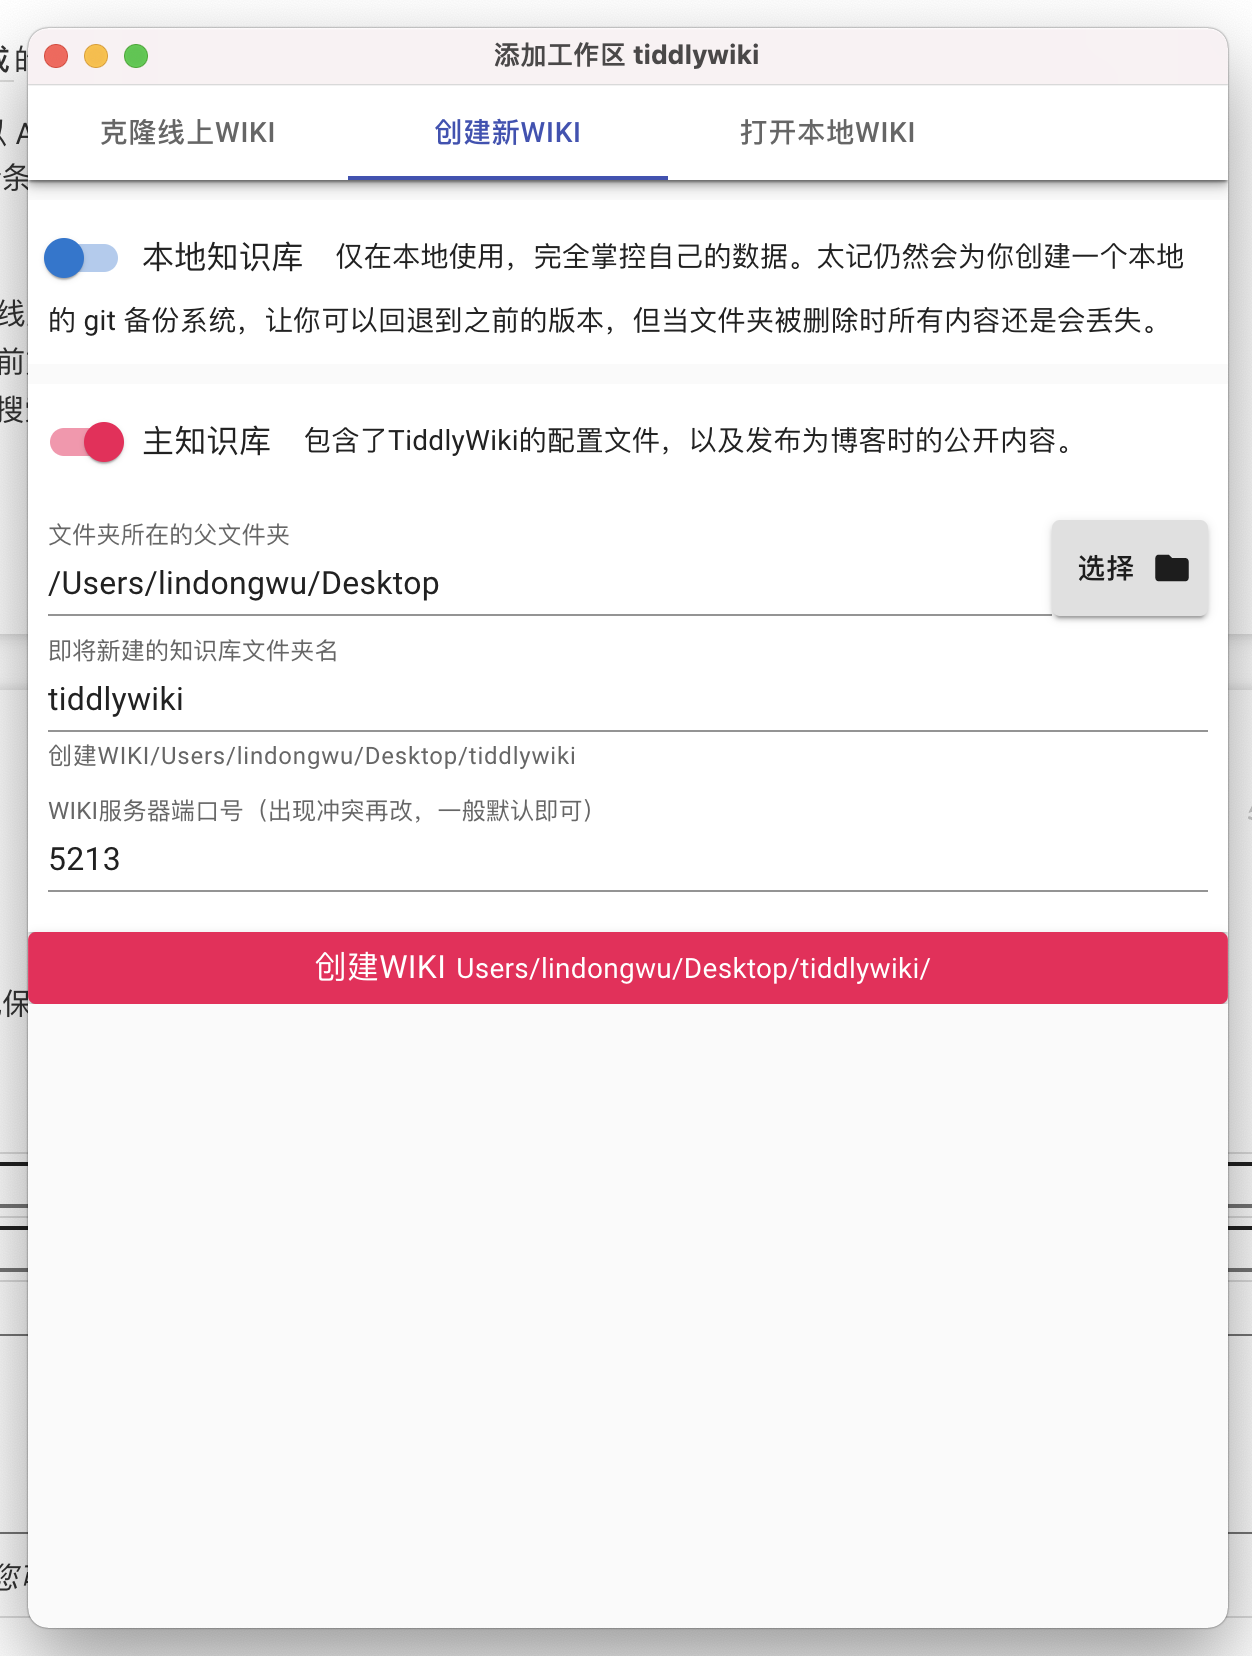 添加工作区 tiddlywiki
克隆线上WIKI
创建新WIKI
打开本地WIKI
本地知识库 仅在本地使用，完全掌控自己的数据。太记仍然会为你创建一个本地
的 git 备份系统，让你可以回退到之前的版本，但当文件夹被删除时所有内容还是会丢失。
主知识库 包含了TiddlyWiki的配置文件，以及发布为博客时的公开内容。
文件夹所在的父文件夹
/Users/lindongwu/Desktop
选择
即将新建的知识库文件夹名
tiddlywiki
创建WIKI/Users/lindongwu/Desktop/tiddlywiki
WIKI服务器端口号（出现冲突再改，一般默认即可）
5213
创建WIKI Users/lindongwu/Desktop/tiddlywiki/
条
线
前
搜
保
您